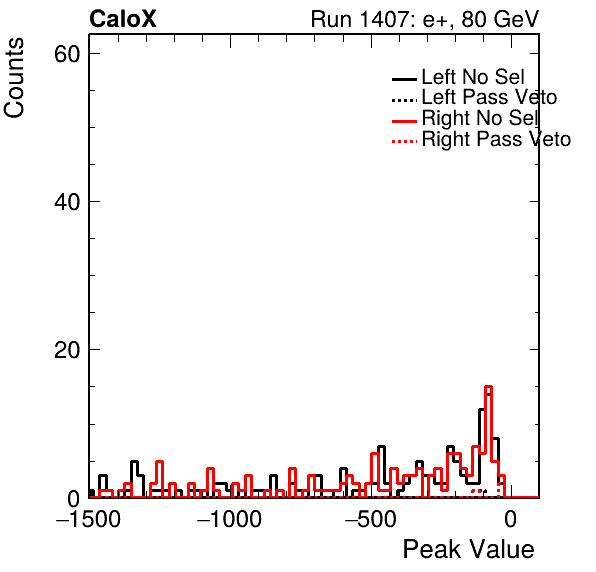 CaloX Run 1407: e+, 80 GeV
Counts
60
Left No Sel
Left Pass Veto
Right No Sel
Right Pass Veto
40
20
0
−1500 −1000 −500 0
Peak Value